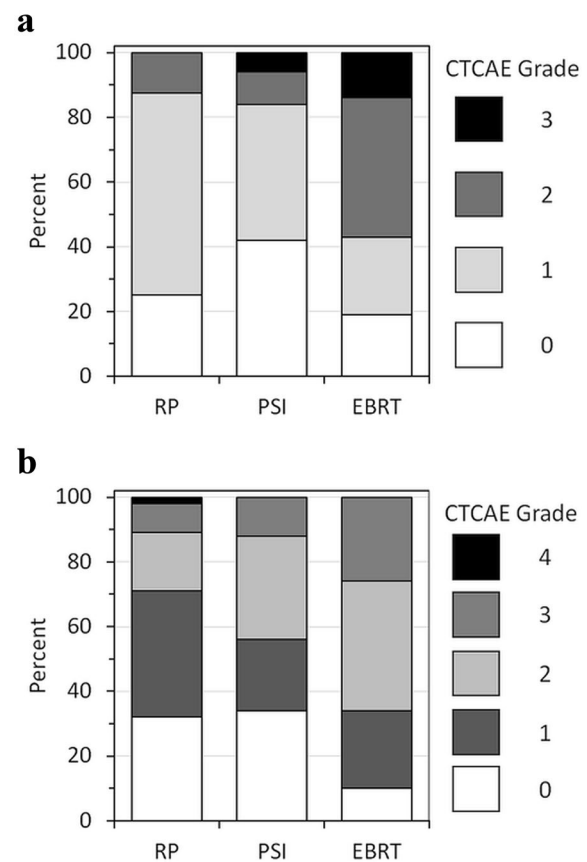 a
100
80
60
40
20
0
Percent
RP PSI EBRT
CTCAE Grade
3
2
1
0
b
100
80
60
40
20
0
Percent
RP PSI EBRT
CTCAE Grade
4
3
2
1
0